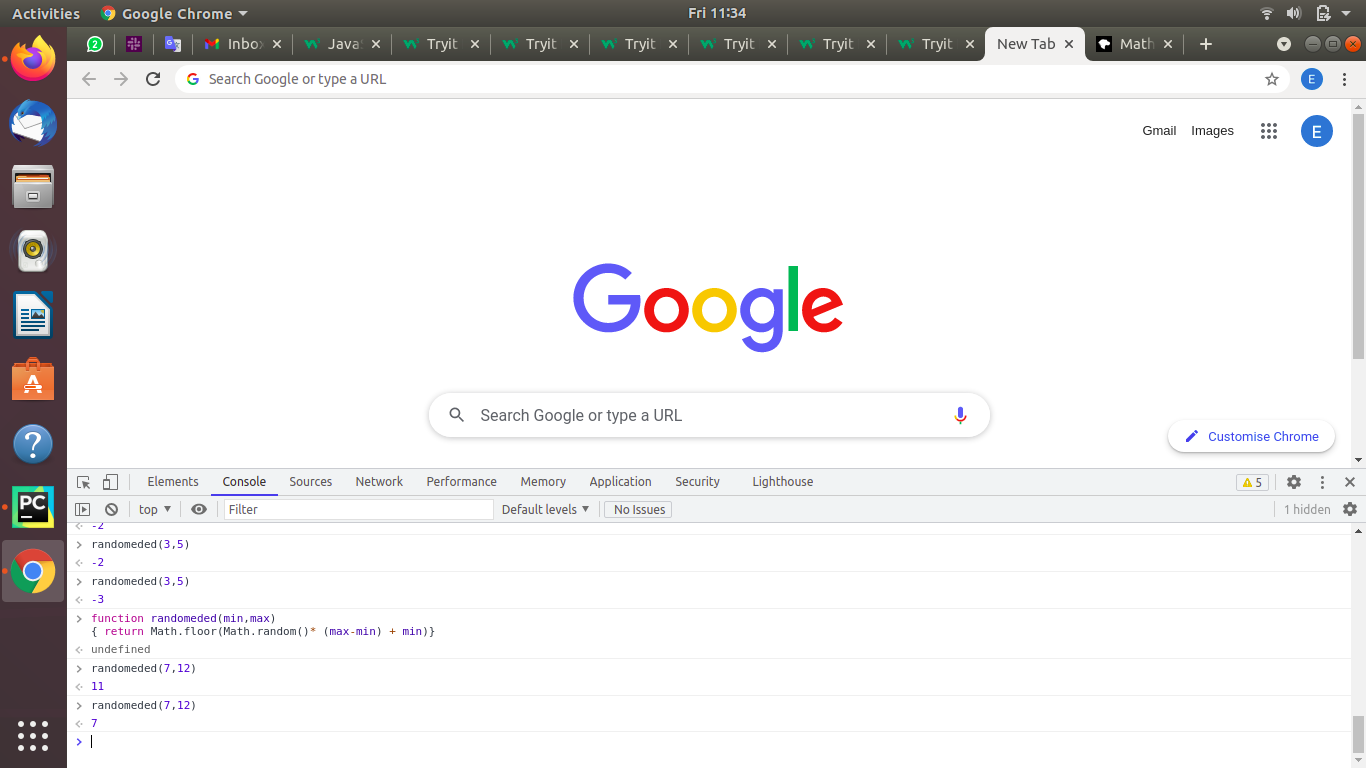 Activities
Google Chrome
Fri 11:34
2
Inbo
Java
Tryit
Tryit
Tryit
Tryit
Tryit
Tryit
New Tab
Math
Search Google or type a URL
E
Gmail
Images
E
Google
Search Google or type a URL
Customise Chrome
Elements
Console
Sources
Network
Performance
Memory
Application
Security
Lighthouse
5
top
Filter
Default levels
No Issues
1 hidden
-2
randomeded(3,5)
-2
randomeded(3,5)
-3
function randomeded(min,max)
{ return Math.floor(Math.random()* (max-min) + min)}
undefined
randomeded(7,12)
11
randomeded(7,12)
7
PC